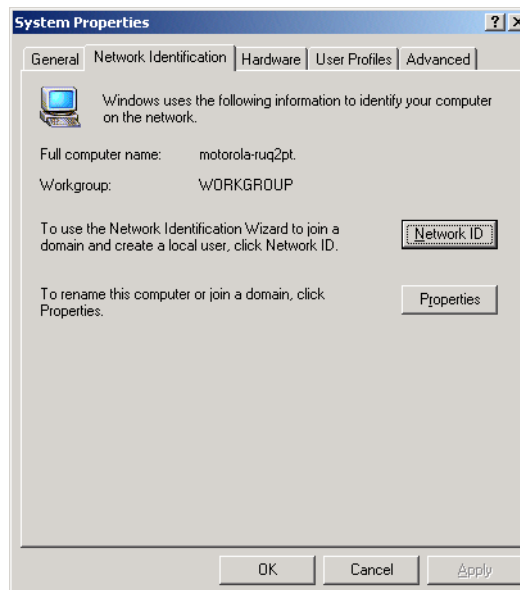 System Properties
General Network Identification Hardware User Profiles Advanced
Windows uses the following information to identify your computer
on the network.
Full computer name: motorola-ruq2pt.
Workgroup: WORKGROUP
To use the Network Identification Wizard to join a
domain and create a local user, click Network ID.
Network ID
To rename this computer or join a domain, click
Properties.
Properties
OK Cancel Apply